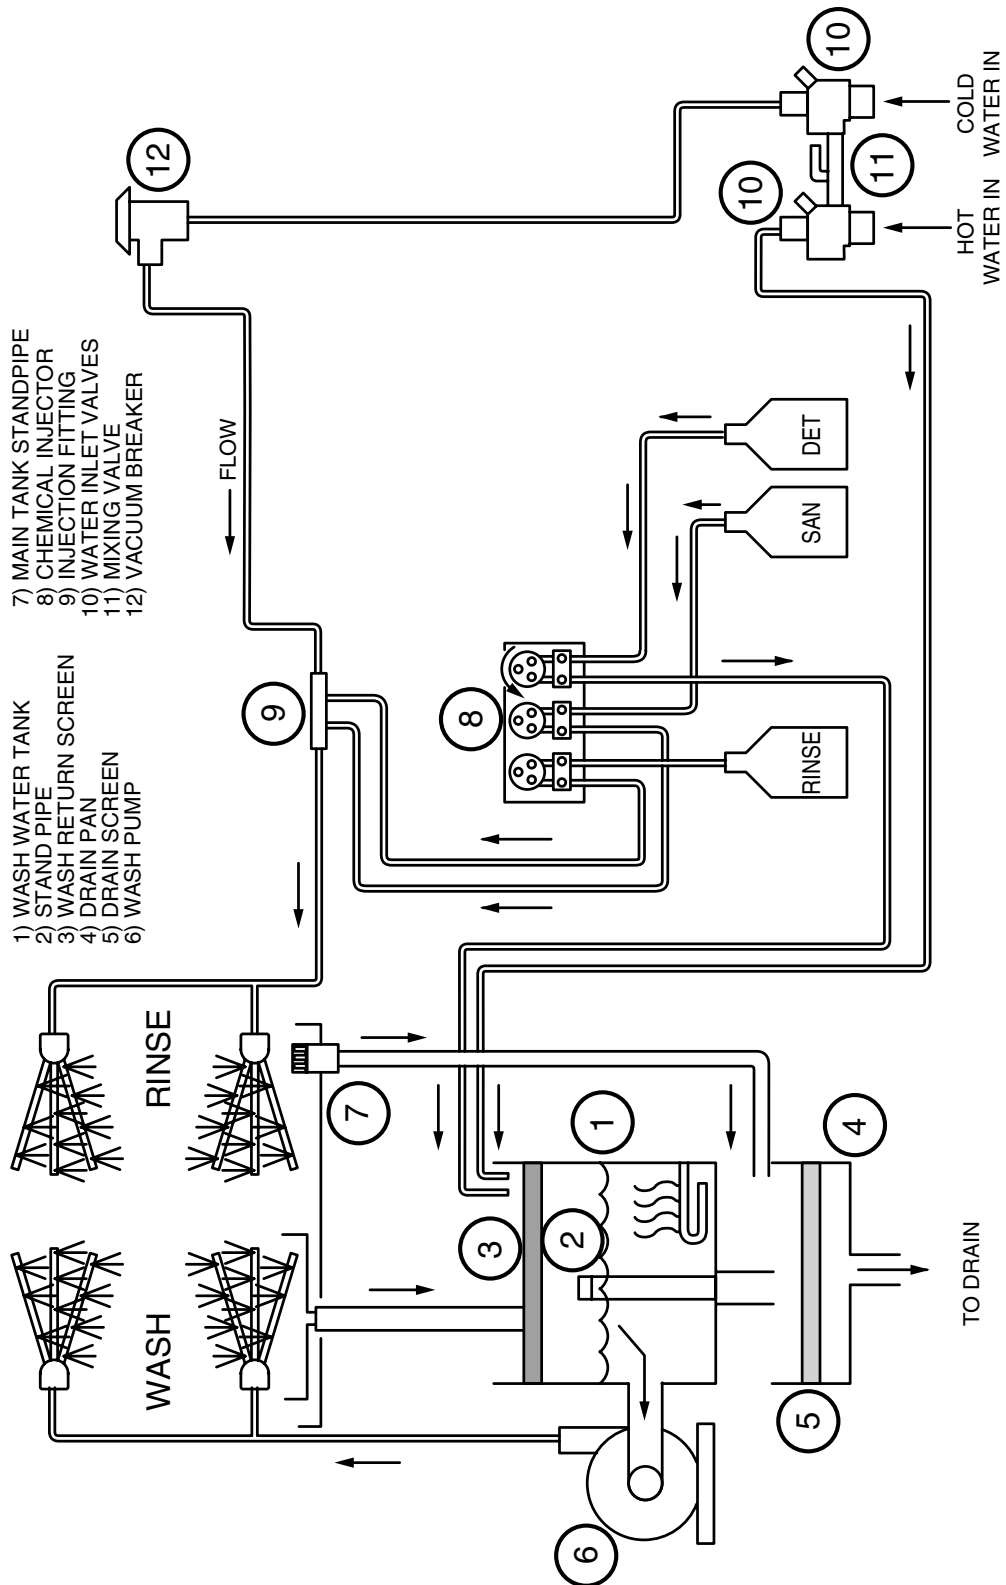 1) WASH WATER TANK
2) STAND PIPE
3) WASH RETURN SCREEN
4) DRAIN PAN
5) DRAIN SCREEN
6) WASH PUMP
7) MAIN TANK STANDPIPE
8) CHEMICAL INJECTOR
9) INJECTION FITTING
10) WATER INLET VALVES
11) MIXING VALVE
12) VACUUM BREAKER
WASH
RINSE
FLOW
12
9
7
8
10
10
11
3
2
1
6
5
4
RINSE
SAN
DET
HOT
WATER IN
COLD
WATER IN
TO DRAIN